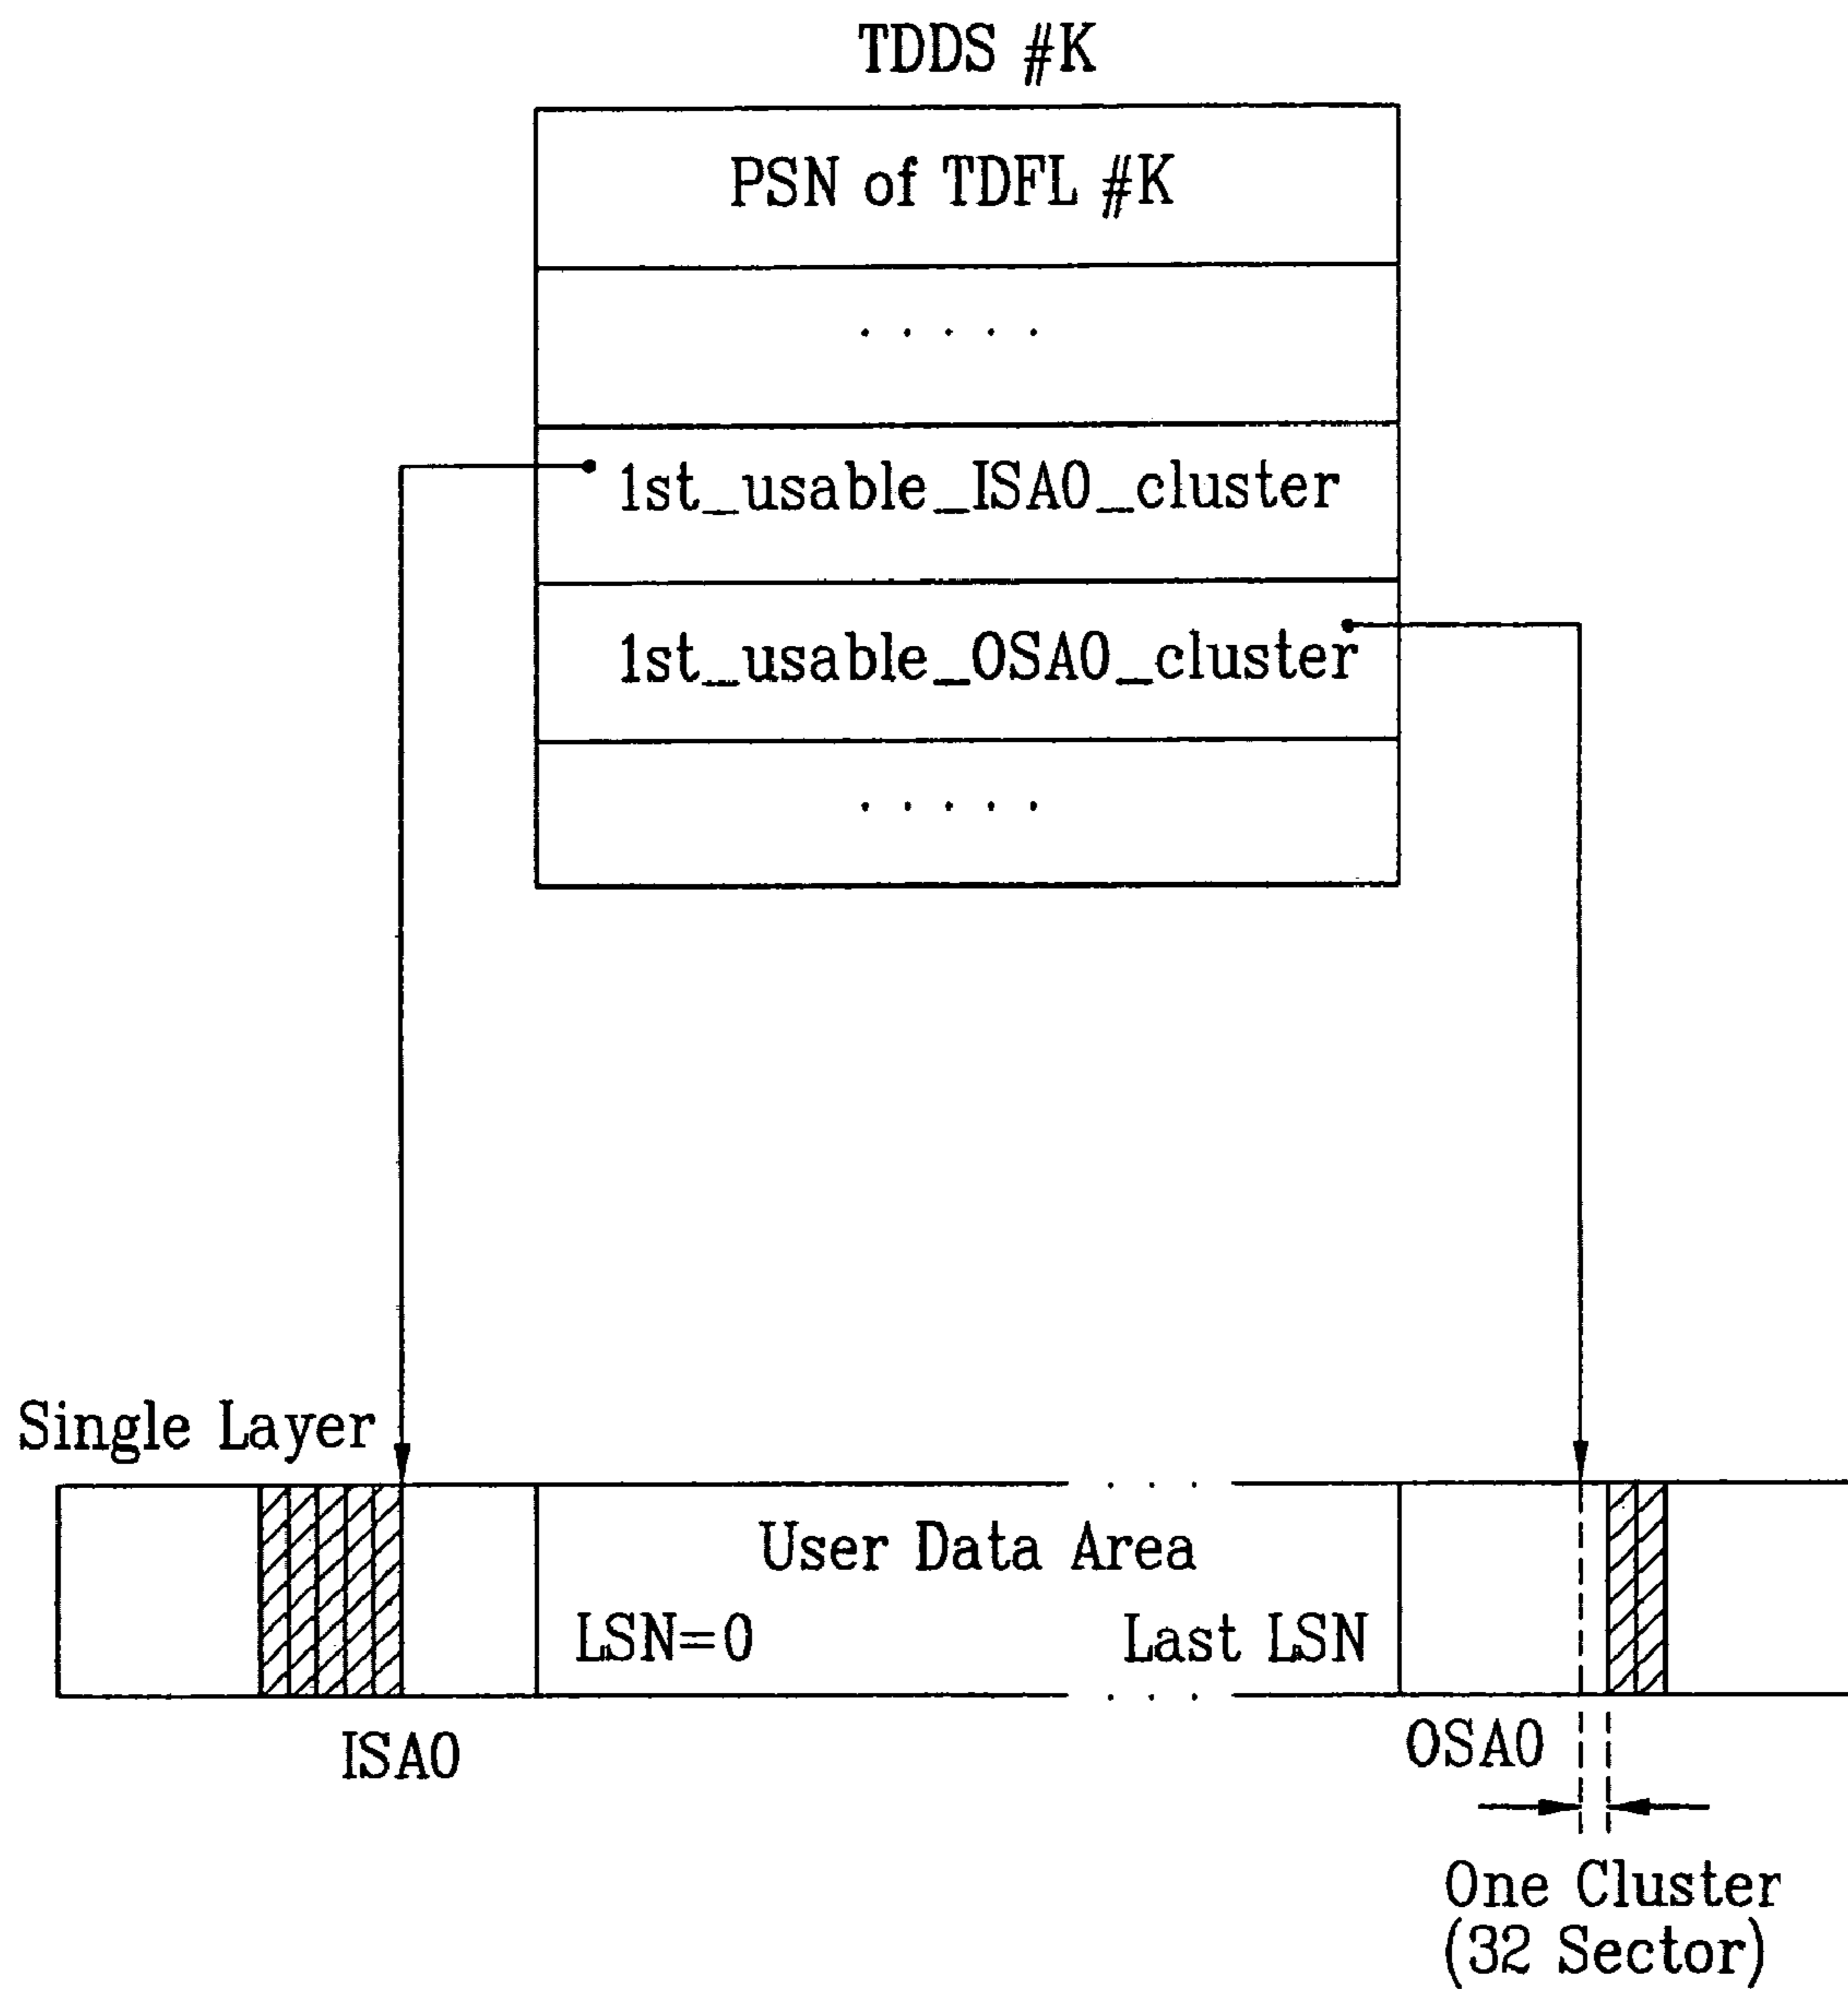 TDDS #K
PSN of TDFL #K
. . . . .
1st_usable_ISA0_cluster
1st_usable_OSA0_cluster
. . . . .
Single Layer
. . .
User Data Area
LSN=0
Last LSN
. . .
ISA0
OSA0
One Cluster
(32 Sector)